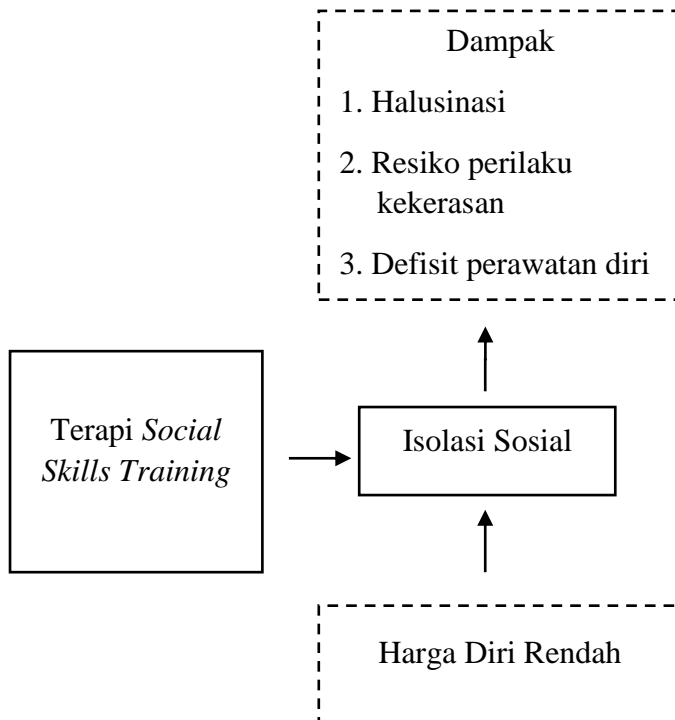 Dampak
1. Halusinasi
2. Resiko perilaku
kekerasan
3. Defisit perawatan diri
Terapi Social
Skills Training
Isolasi Sosial
Harga Diri Rendah